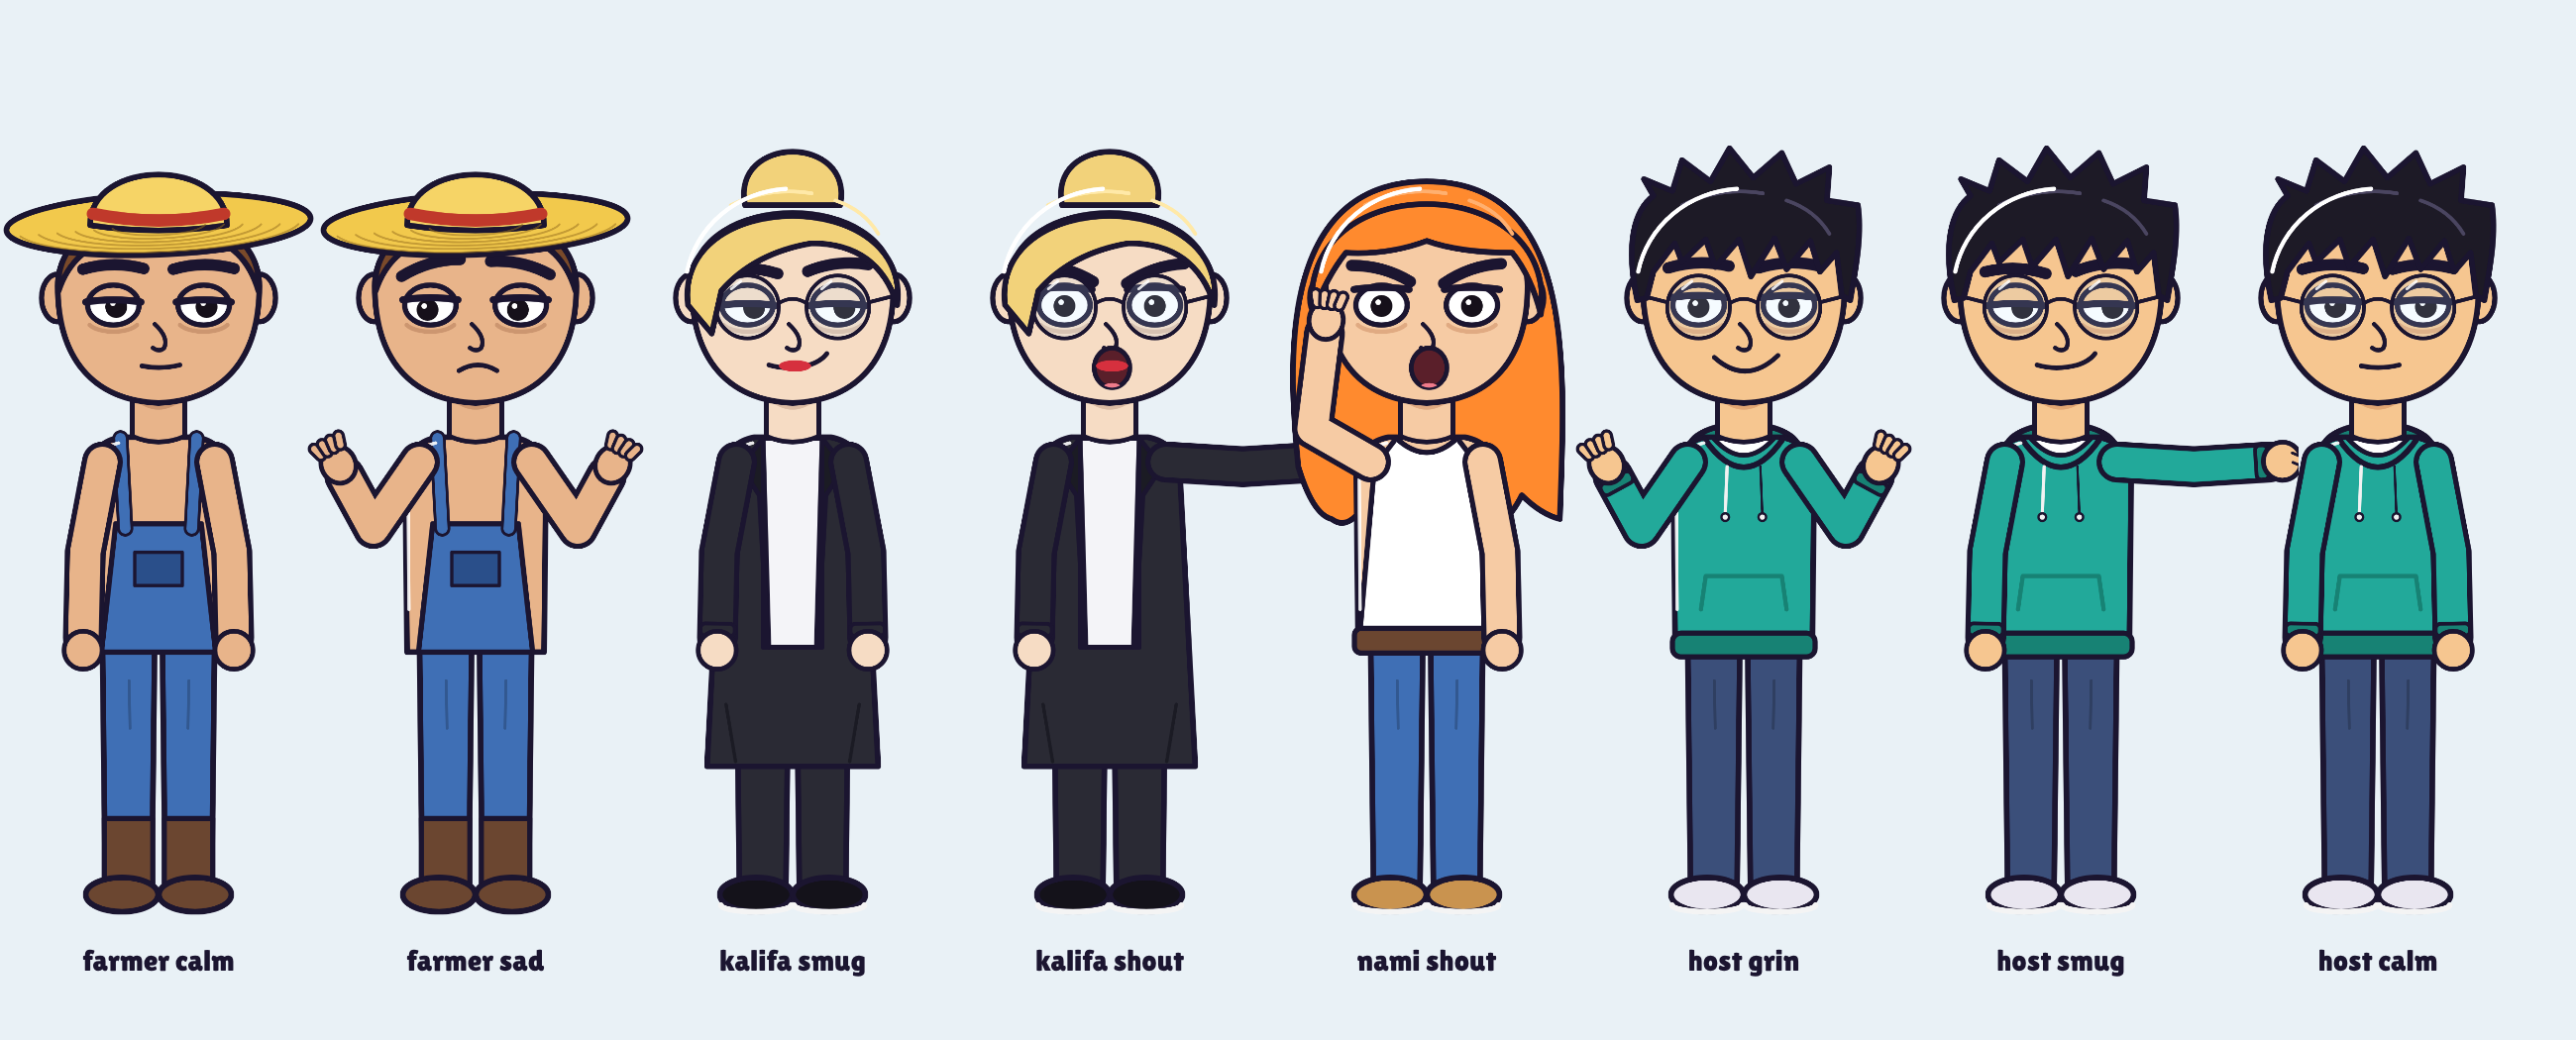 farmer calm
farmer sad
kalifa smug
kalifa shout
nami shout
host grin
host smug
host calm